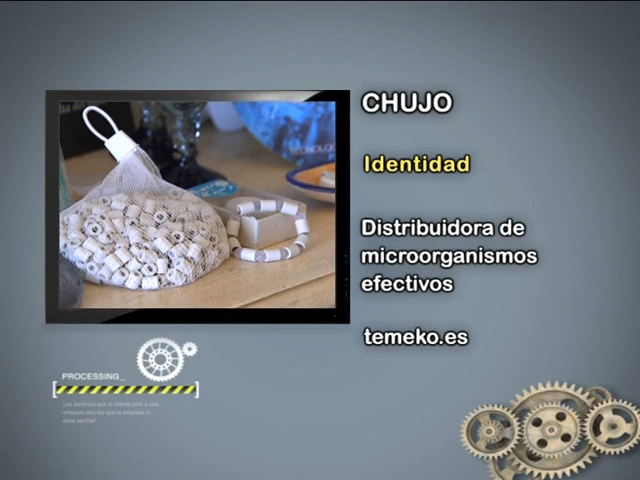 CHUJO
Identidad
Distribuidora de
microorganismos
efectivos
temeko.es
PROCESSING_